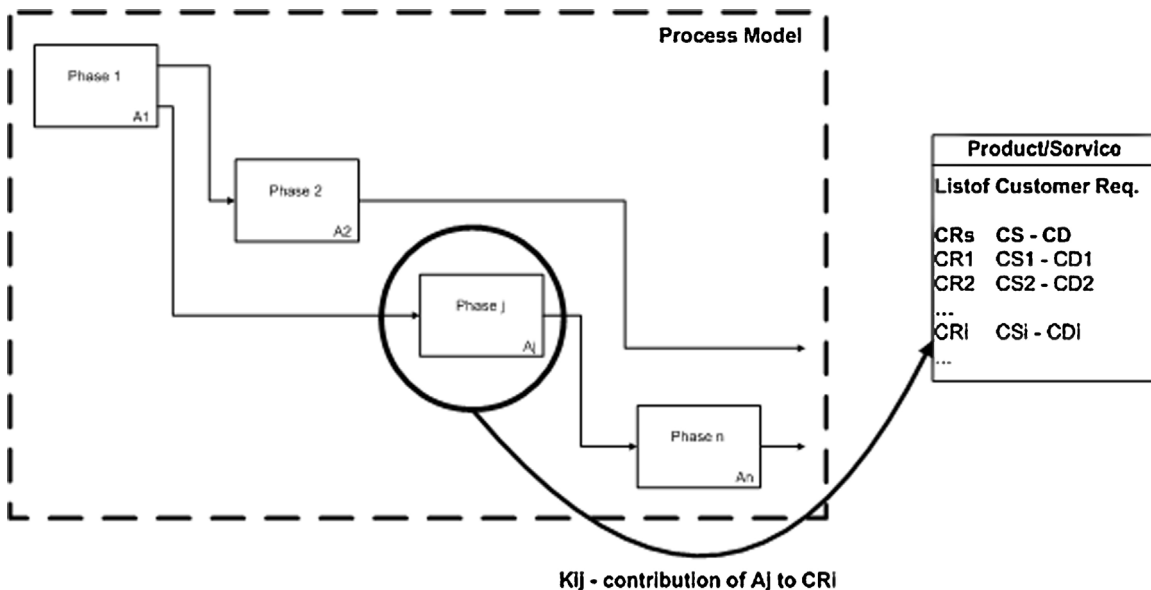 Process Model
Phase 1
A1
Phase 2
A2
Phase j
Aj
Phase n
An
Product/Sorvico
Listof Customer Req.
CRs CS - CD
CR1 CS1 - CD1
CR2 CS2 - CD2
...
CRi CSi - CDi
...
Kij - contribution of Aj to CRi